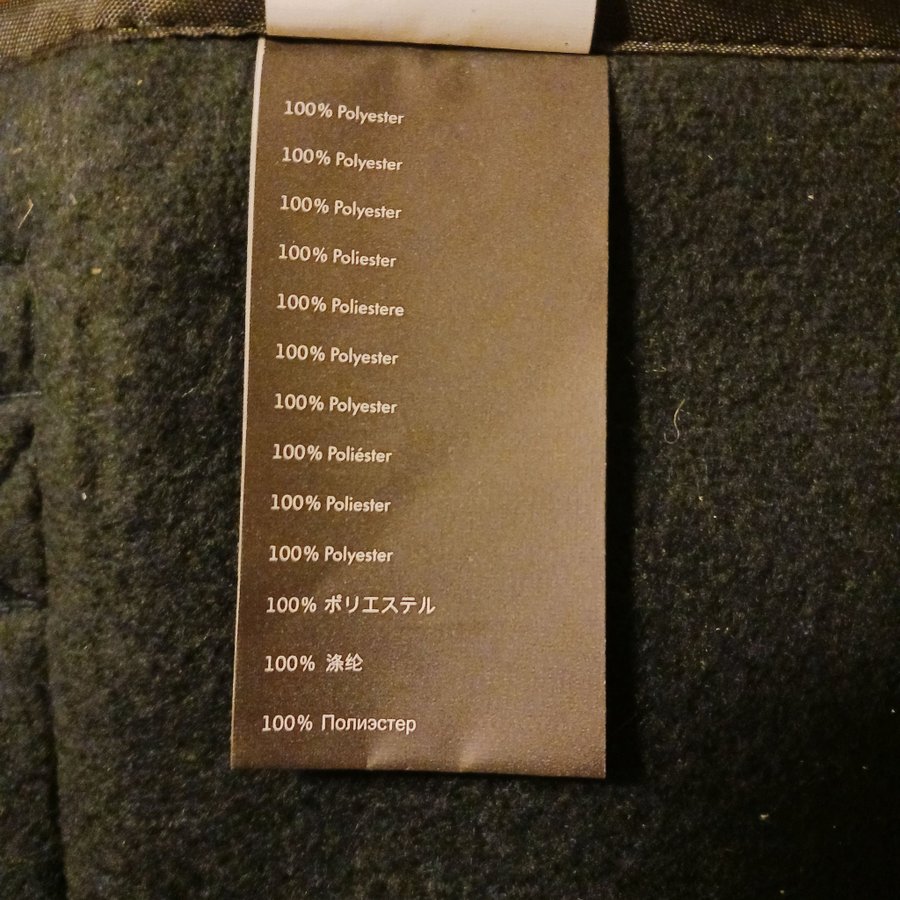 100% Polyester
100% Polyester
100% Polyester
100% Poliester
100% Poliestere
100% Polyester
100% Polyester
100% Poliéster
100% Poliester
100% Polyester
100% ポリエステル
100% 涤纶
100% Полиэстер